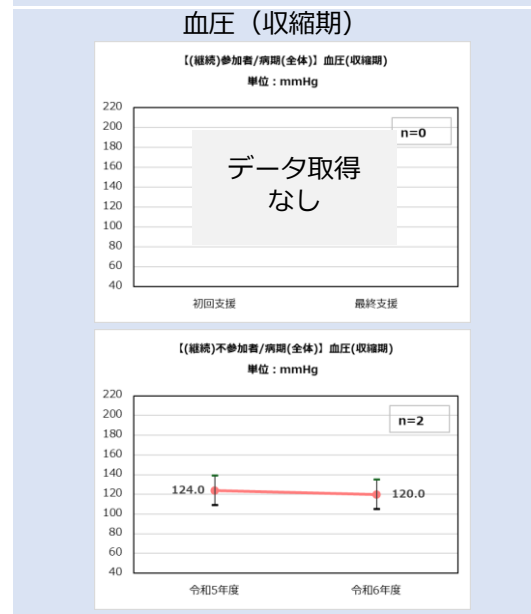 血圧（収縮期）
【(継続)参加者/病期(全体)】血圧(収縮期)
単位：mmHg
220
200
180
160
140
120
100
80
60
40
n=0
データ取得
なし
初回支援
最終支援
【(継続)不参加者/病期(全体)】血圧(収縮期)
単位：mmHg
220
200
180
160
140
120
100
80
60
40
n=2
124.0
120.0
令和5年度
令和6年度